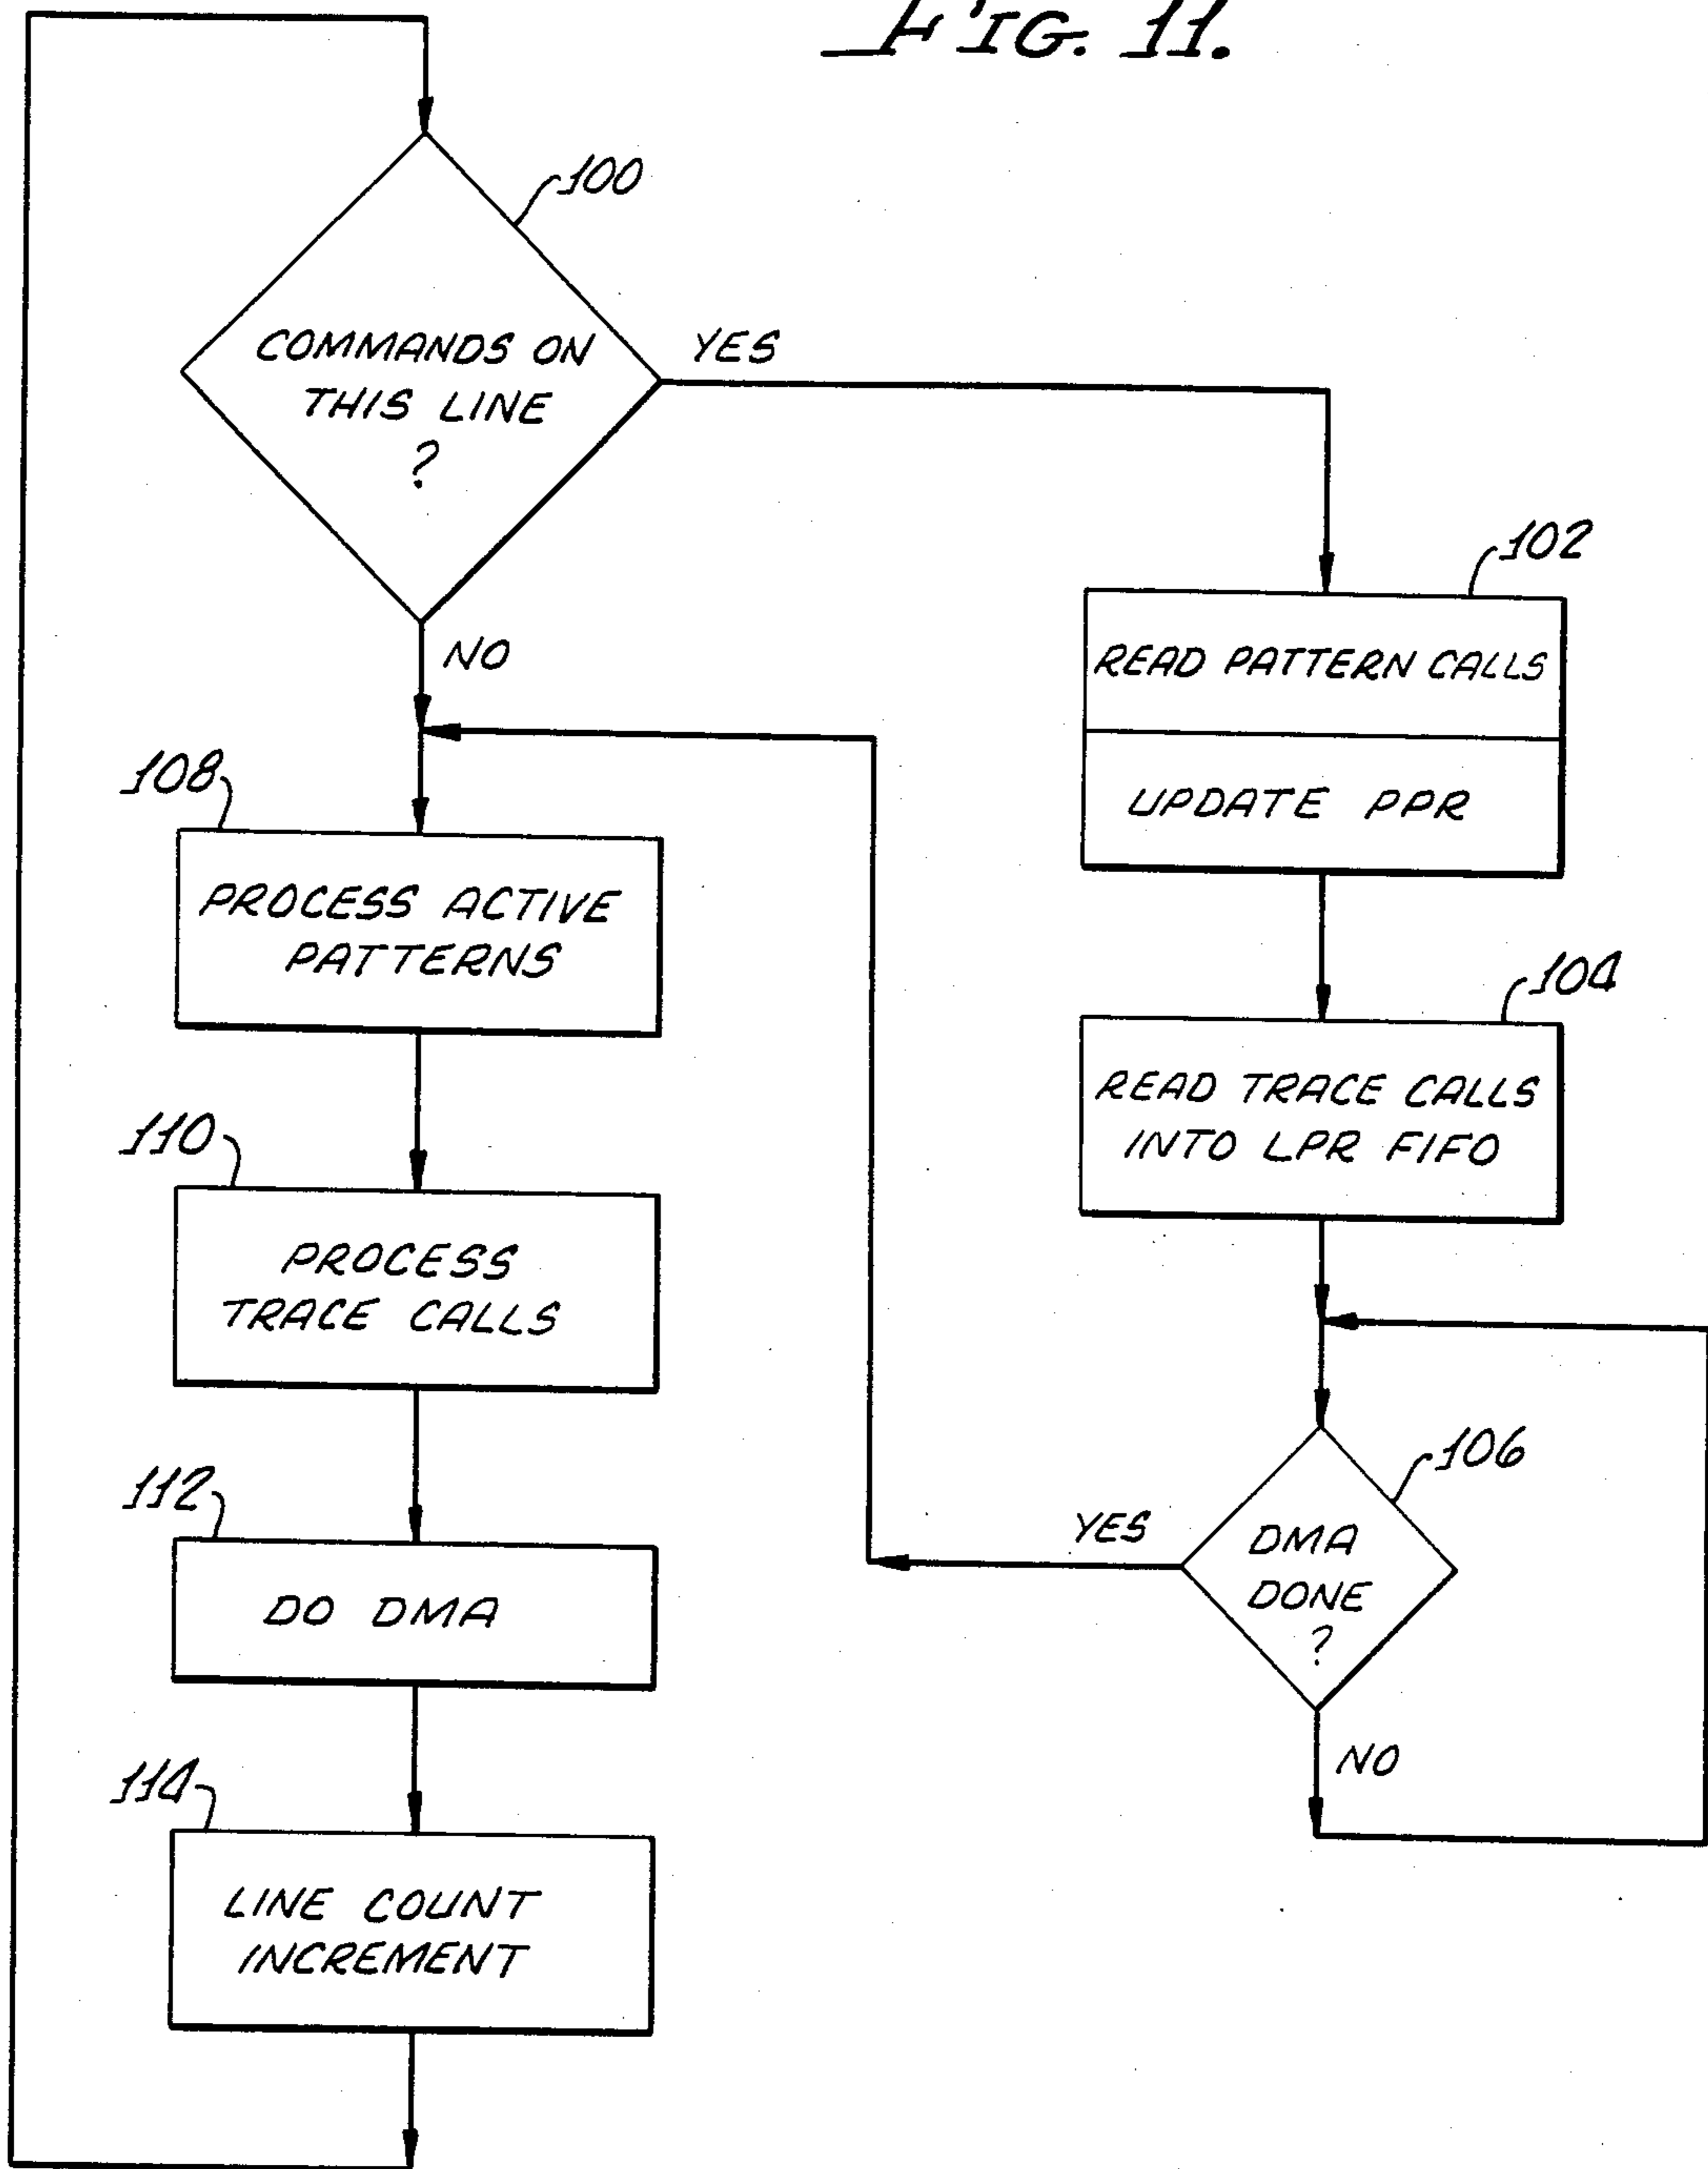 FIG. 11.
100
COMMANDS ON
THIS LINE
?
YES
NO
102
READ PATTERN CALLS
UPDATE PPR
104
READ TRACE CALLS
INTO LPR FIFO
106
DMA
DONE
?
YES
NO
108
PROCESS ACTIVE
PATTERNS
110
PROCESS
TRACE CALLS
112
DO DMA
114
LINE COUNT
INCREMENT